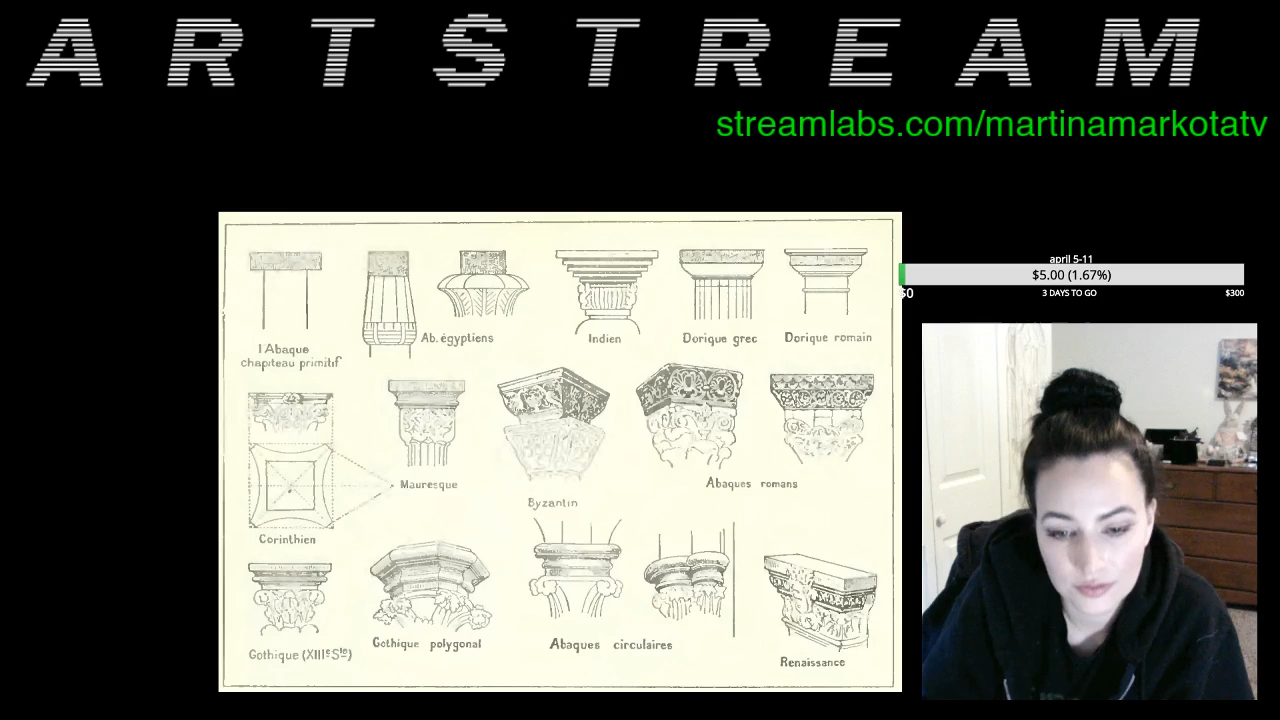 ARTSTREAM
streamlabs.com/martinamarkotatv
april 5-11
$5.00 (1.67%)
$0 3 DAYS TO GO $300
1 Abaque
chapiteau primitif
Ab. égyptiens
Indien
Dorique grec
Dorique romain
Corinthien
Mauresque
Byzantin
Abaques romans
Gothique (XIIIe Sle)
Gothique polygonal
Abaques circulaires
Renaissance